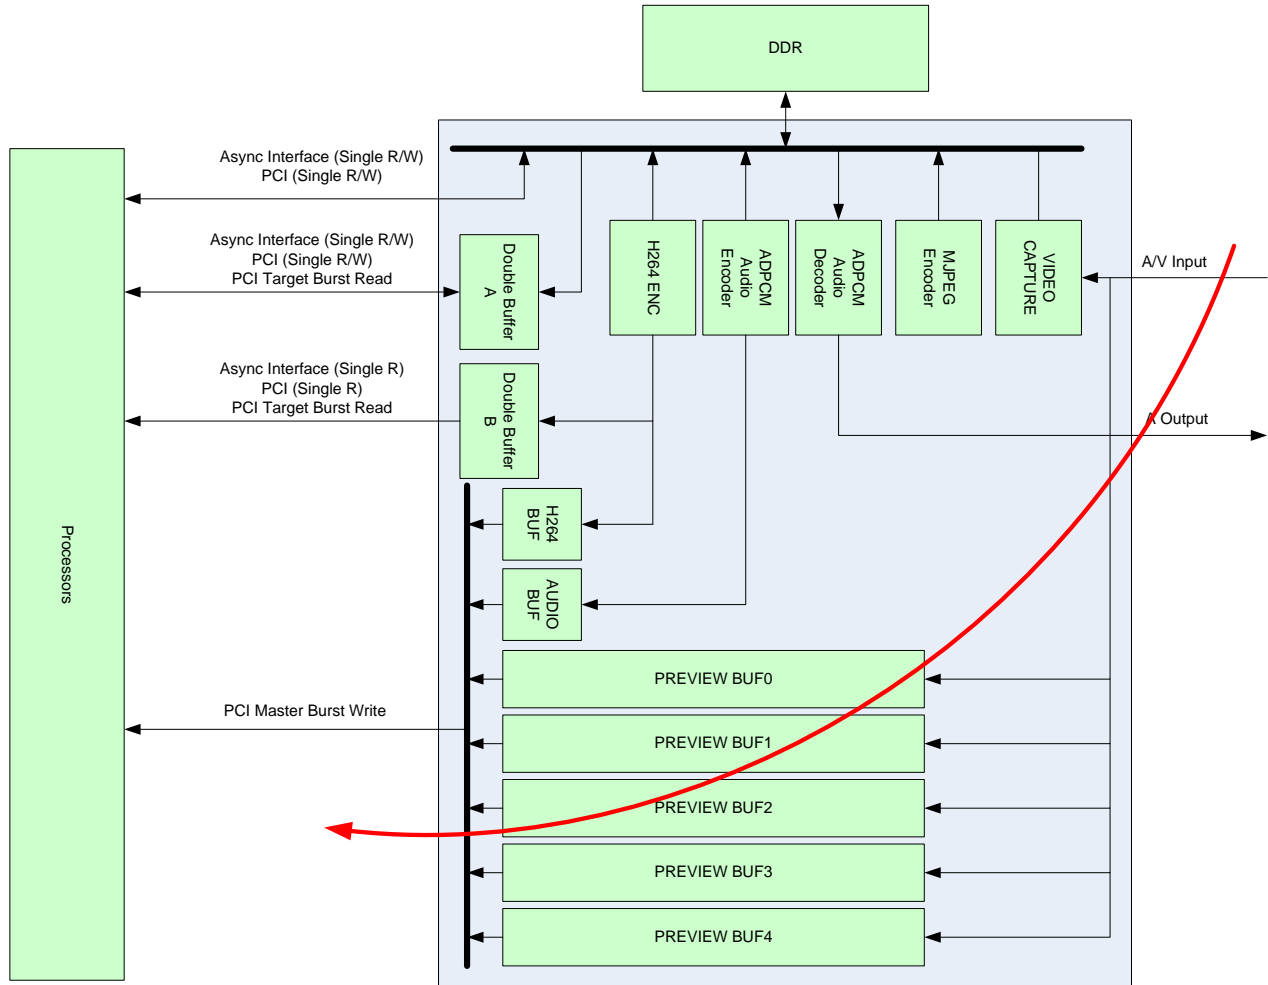 DDR
Async Interface (Single R/W)
PCI (Single R/W)
Async Interface (Single R/W)
PCI (Single R/W)
PCI Target Burst Read
Async Interface (Single R)
PCI (Single R)
PCI Target Burst Read
Processors
PCI Master Burst Write
Double Buffer
A
Double Buffer
B
H264 ENC
ADPCM
Audio
Encoder
ADPCM
Audio
Decoder
MJPEG
Encoder
VIDEO
CAPTURE
A/V Input
A Output
H264
BUF
AUDIO
BUF
PREVIEW BUF0
PREVIEW BUF1
PREVIEW BUF2
PREVIEW BUF3
PREVIEW BUF4